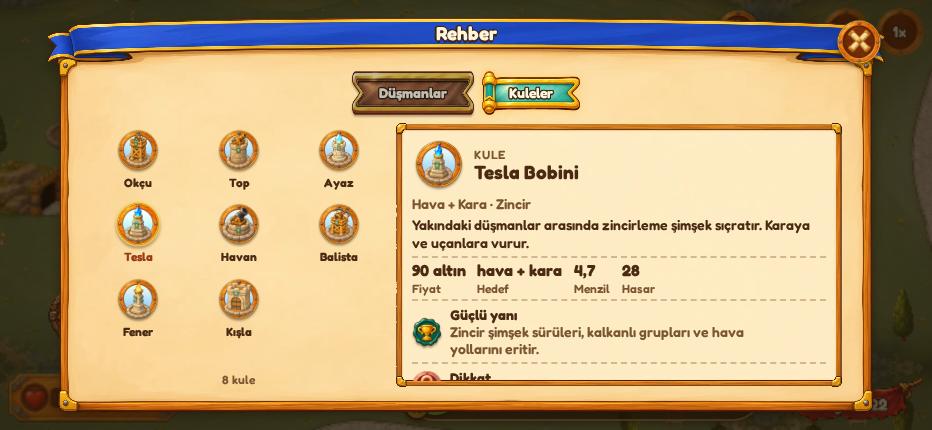 Rehber
1x
Düşmanlar
Kuleler
Okçu
Top
Ayaz
Tesla
Havan
Balista
Fener
Kışla
8 kule
KULE
Tesla Bobini
Hava + Kara · Zincir
Yakındaki düşmanlar arasında zincirleme şimşek sıçratır. Karaya
ve uçanlara vurur.
90 altın hava + kara 4,7 28
Fiyat Hedef Menzil Hasar
Güçlü yanı
Zincir şimşek sürüleri, kalkanlı grupları ve hava
yollarını eritir.
Dikkat